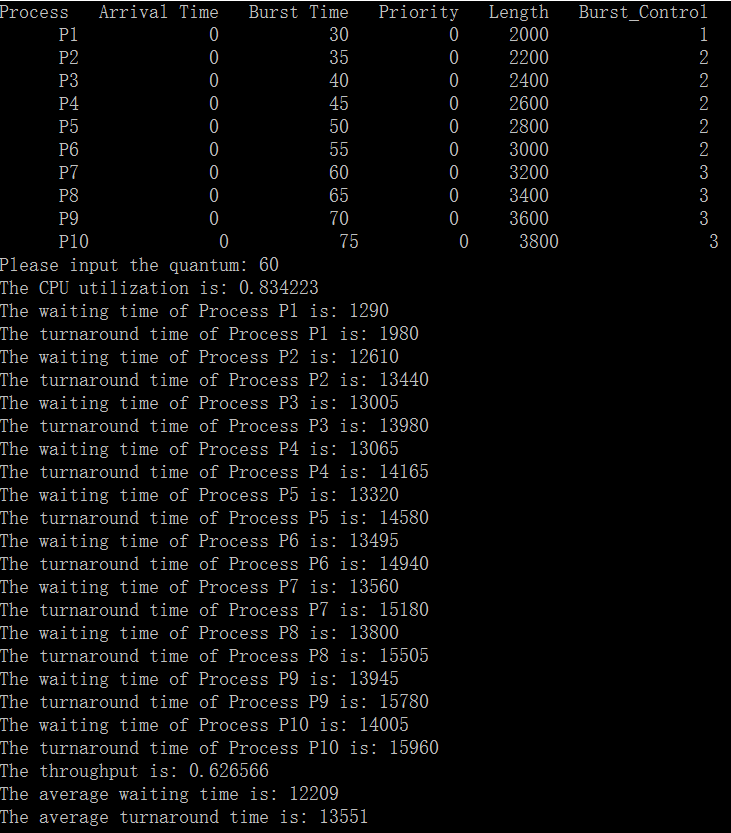 Process   Arrival Time   Burst Time   Priority   Length   Burst_Control
P1   0   30   0   2000   1
P2   0   35   0   2200   2
P3   0   40   0   2400   2
P4   0   45   0   2600   2
P5   0   50   0   2800   2
P6   0   55   0   3000   2
P7   0   60   0   3200   3
P8   0   65   0   3400   3
P9   0   70   0   3600   3
P10   0   75   0   3800   3
Please input the quantum: 60
The CPU utilization is: 0.834223
The waiting time of Process P1 is: 1290
The turnaround time of Process P1 is: 1980
The waiting time of Process P2 is: 12610
The turnaround time of Process P2 is: 13440
The waiting time of Process P3 is: 13005
The turnaround time of Process P3 is: 13980
The waiting time of Process P4 is: 13065
The turnaround time of Process P4 is: 14165
The waiting time of Process P5 is: 13320
The turnaround time of Process P5 is: 14580
The waiting time of Process P6 is: 13495
The turnaround time of Process P6 is: 14940
The waiting time of Process P7 is: 13560
The turnaround time of Process P7 is: 15180
The waiting time of Process P8 is: 13800
The turnaround time of Process P8 is: 15505
The waiting time of Process P9 is: 13945
The turnaround time of Process P9 is: 15780
The waiting time of Process P10 is: 14005
The turnaround time of Process P10 is: 15960
The throughput is: 0.626566
The average waiting time is: 12209
The average turnaround time is: 13551